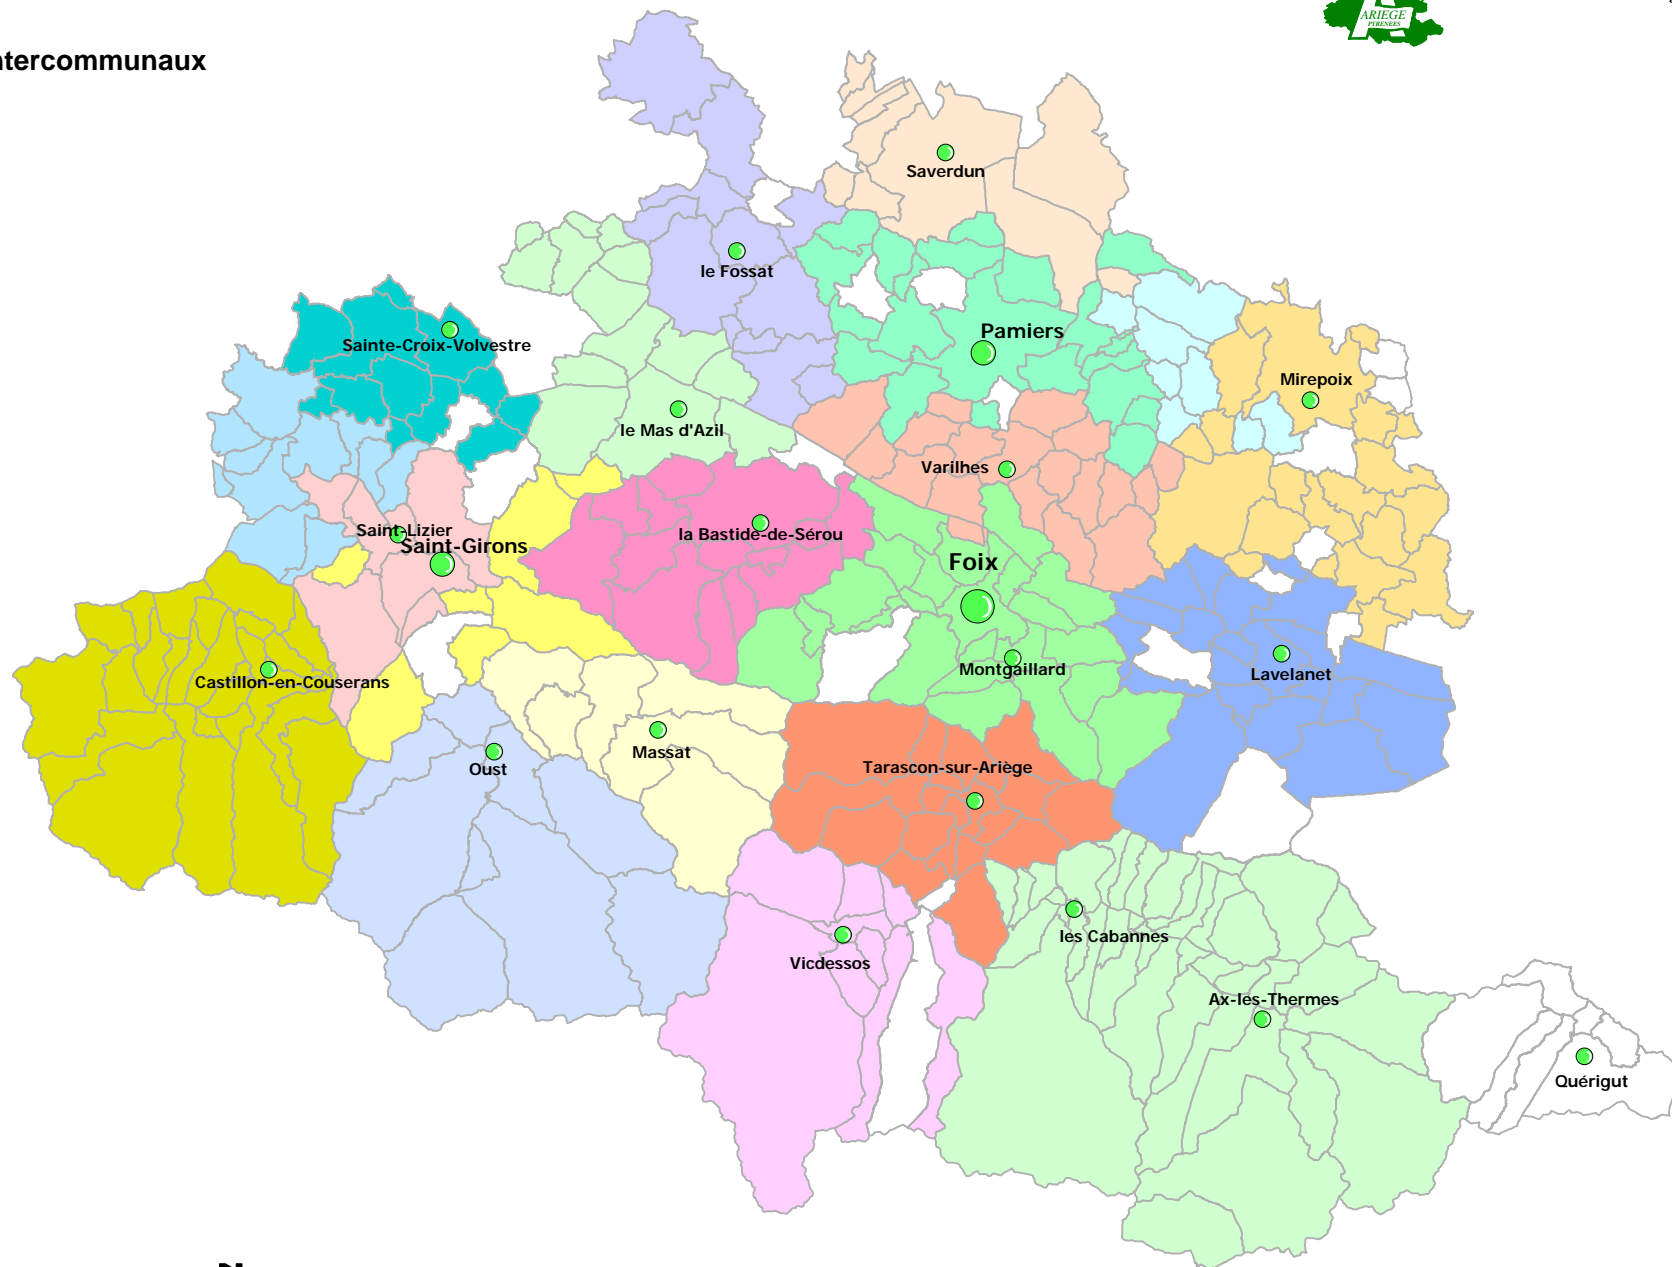 ARIEGE
PYRENEES
ntercommunaux
Saverdun
le Fossat
Pamiers
Sainte-Croix-Volvestre
Mirepoix
le Mas d'Azil
Varilhes
Saint-Lizier
la Bastide-de-Sérou
Saint-Girons
Foix
Montgaillard
Lavelanet
Castillon-en-Couserans
Massat
Oust
Tarascon-sur-Ariège
les Cabannes
Vicdessos
Ax-les-Thermes
Quérigut